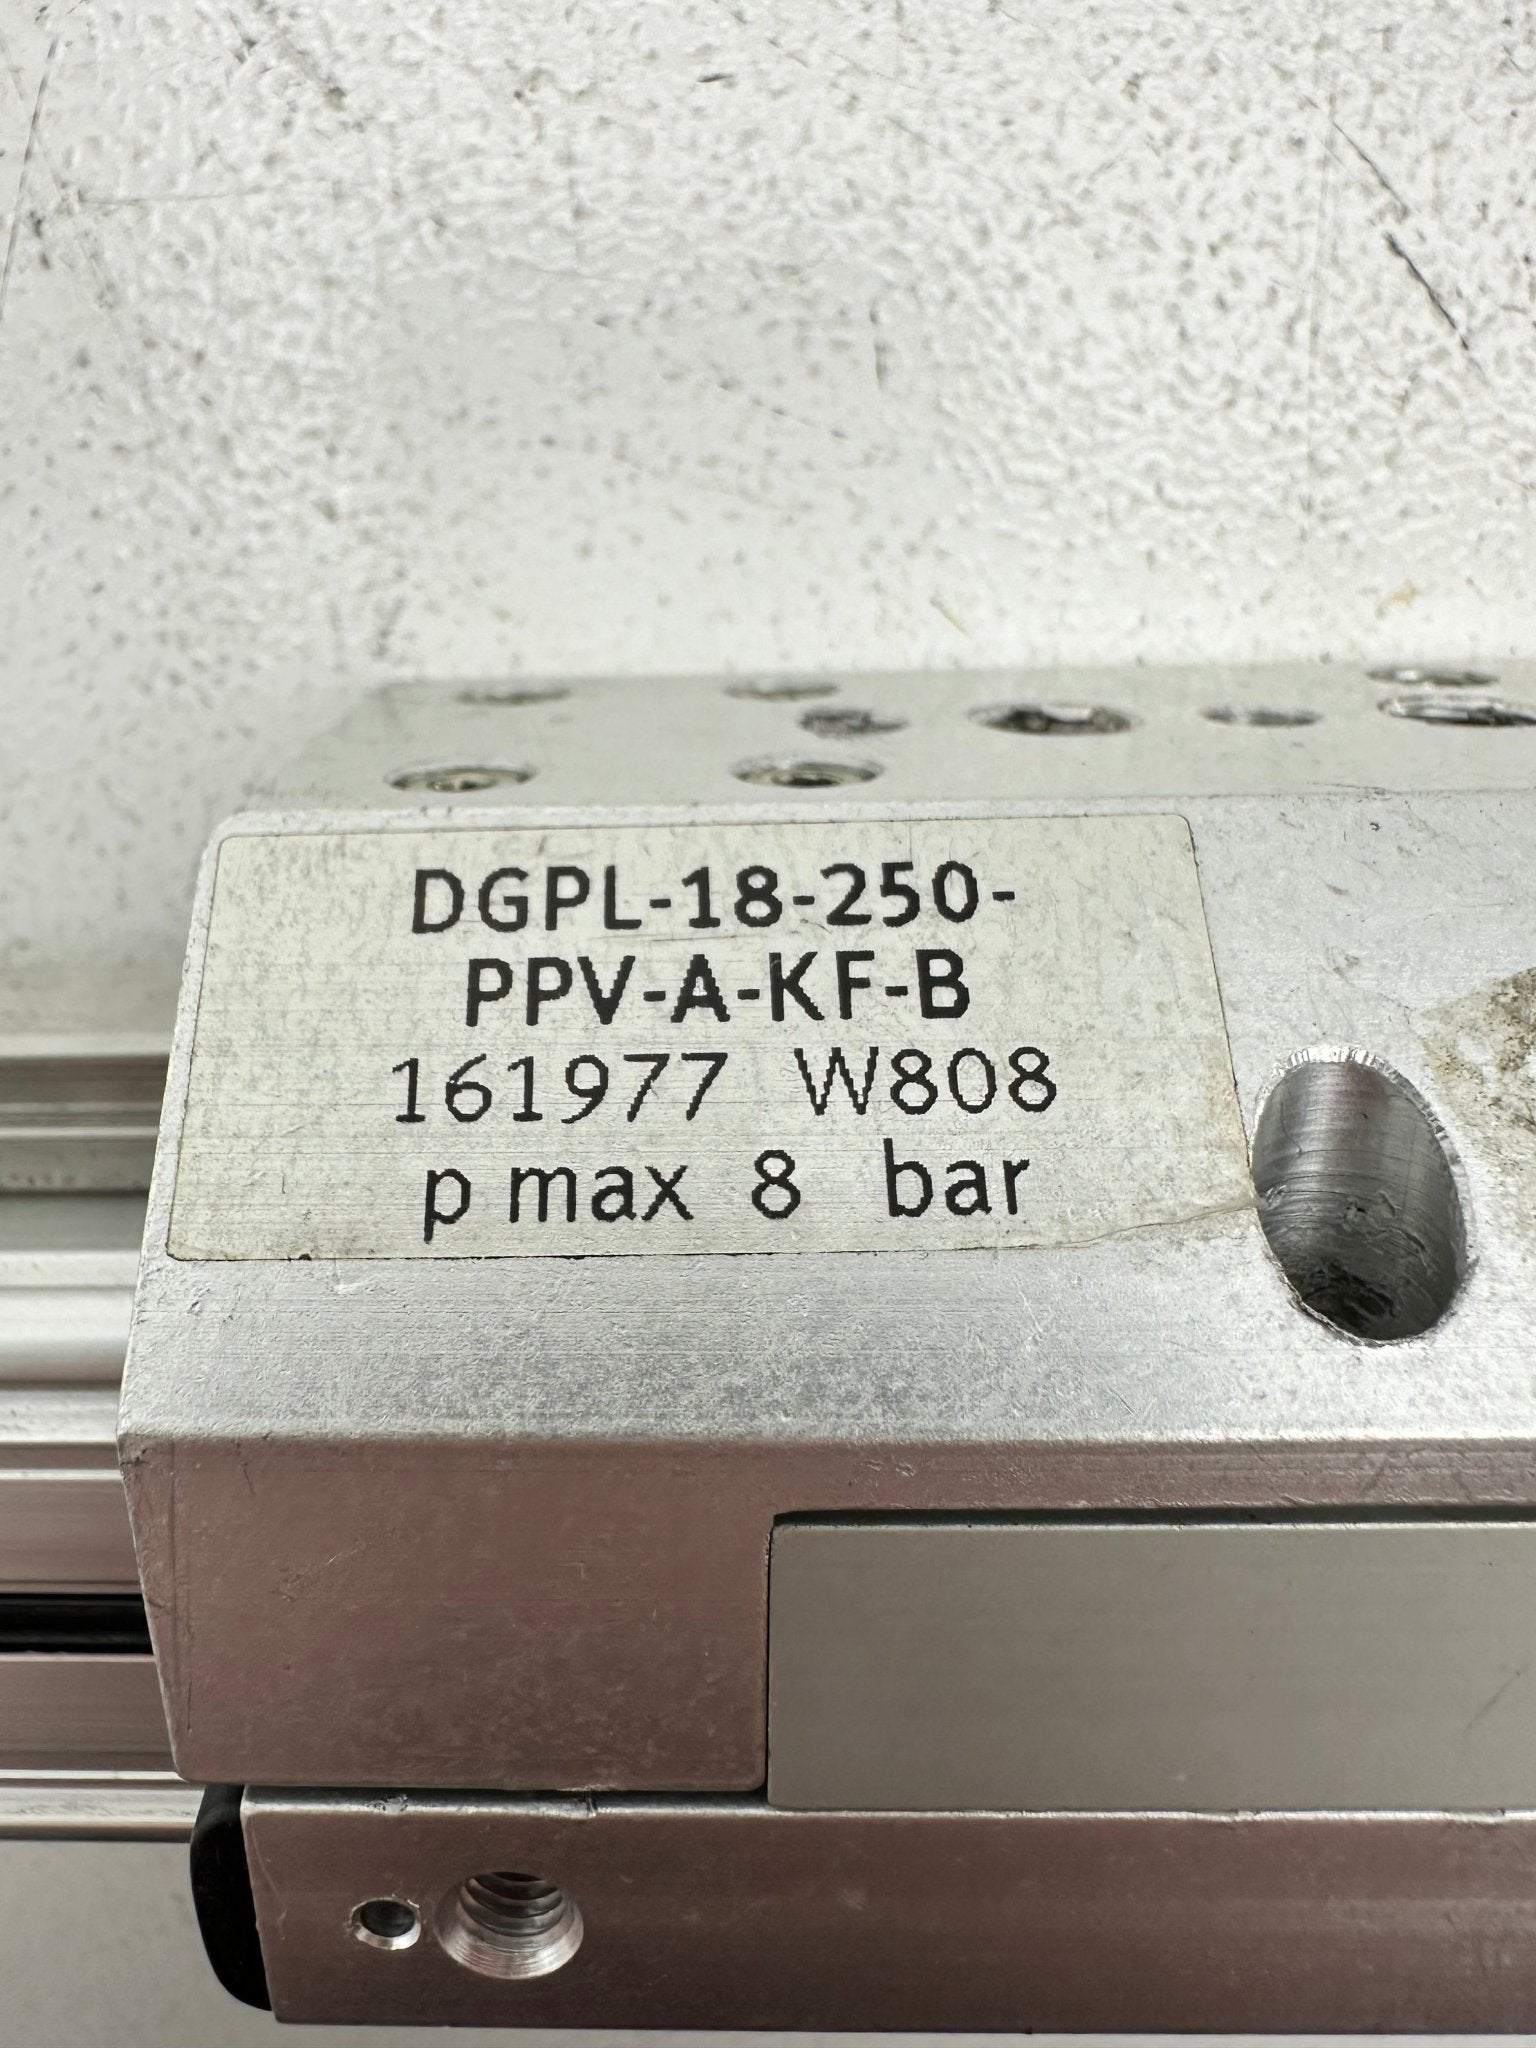 DGPL-18-250-
PPV-A-KF-B
161977 W808
p max 8 bar